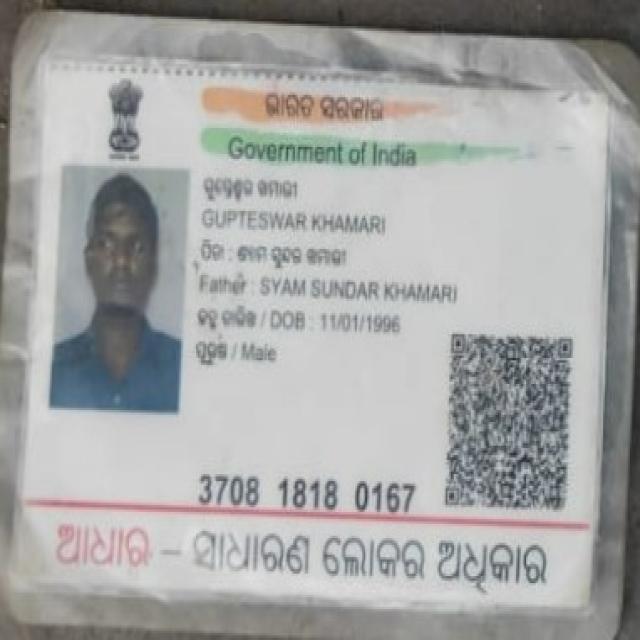 ଭାରତ ସରକାର
Government of India
ଗୁପ୍ତେଶ୍ୱର ଖମାରୀ
GUPTESWAR KHAMARI
ପିତା : ଶ୍ୟାମ ସୁନ୍ଦର ଖମାରୀ
Father : SYAM SUNDAR KHAMARI
ଜନ୍ମ ତାରିଖ / DOB : 11/01/1996
ପୁରୁଷ / Male
3708 1818 0167
ଆଧାର – ସାଧାରଣ ଲୋକର ଅଧିକାର